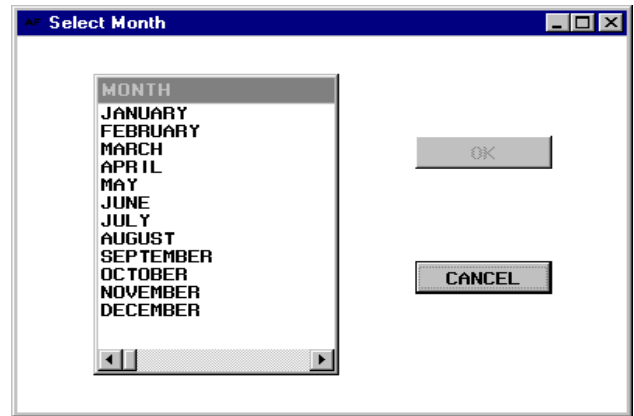 Select Month
MONTH
JANUARY
FEBRUARY
MARCH
APRIL
MAY
JUNE
JULY
AUGUST
SEPTEMBER
OCTOBER
NOVEMBER
DECEMBER
OK
CANCEL